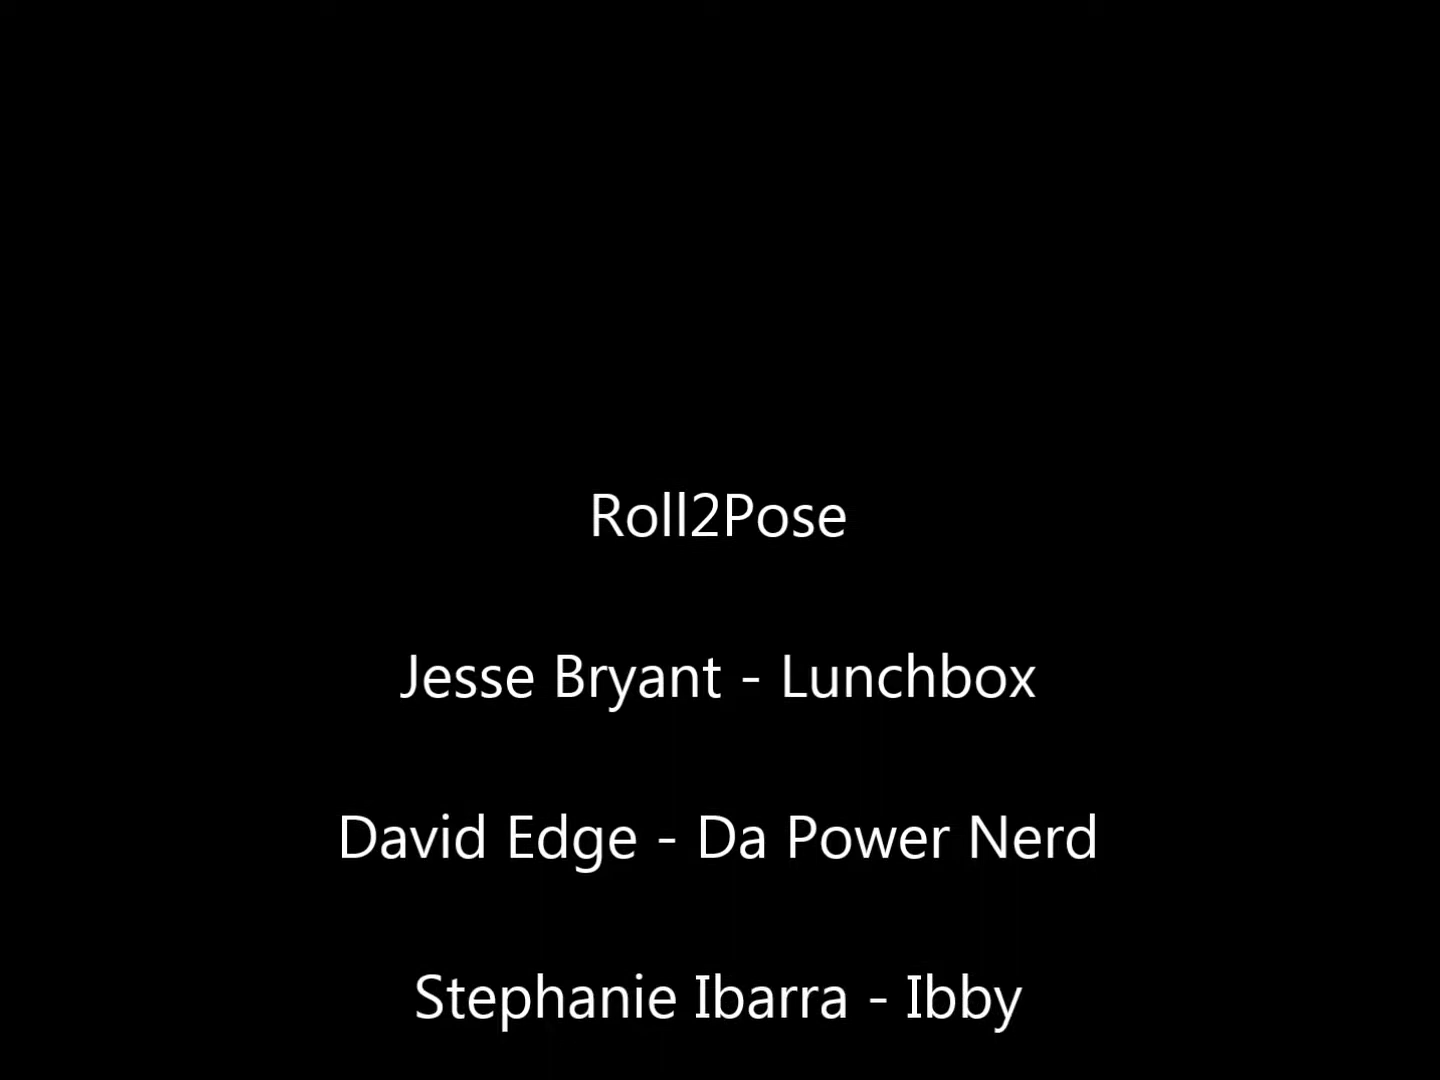 Roll2Pose
Jesse Bryant - Lunchbox
David Edge - Da Power Nerd
Stephanie Ibarra - Ibby